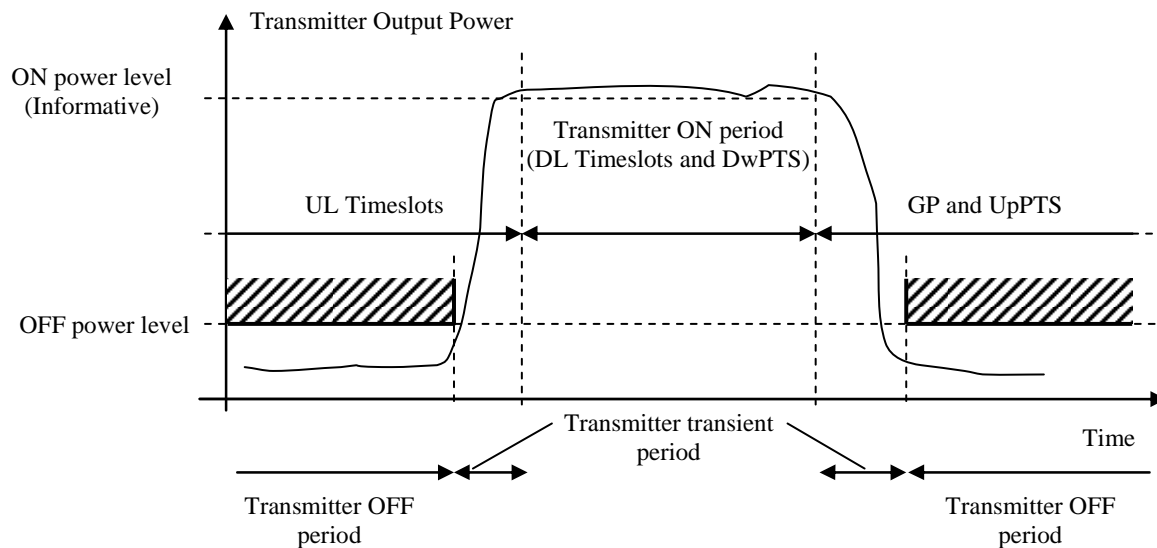 Transmitter Output Power
ON power level
(Informative)
Transmitter ON period
(DL Timeslots and DwPTS)
UL Timeslots
GP and UpPTS
OFF power level
Transmitter transient
period
Time
Transmitter OFF
period
Transmitter OFF
period